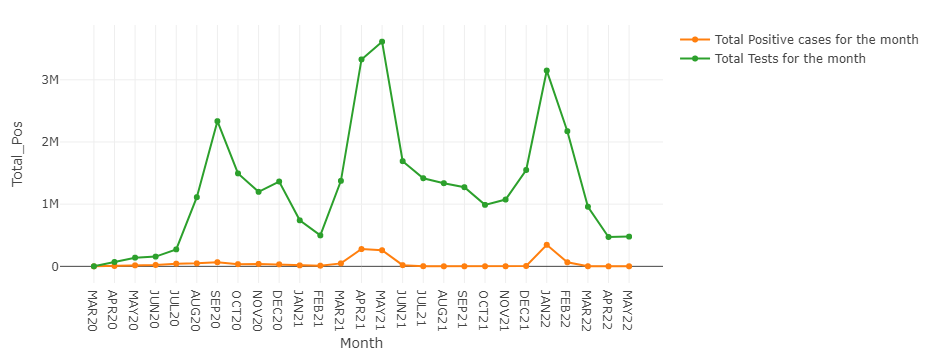 Total Positive cases for the month
Total Tests for the month
Total_Pos
3M
2M
1M
0
MAR20
APR20
MAY20
JUN20
JUL20
AUG20
SEP20
OCT20
NOV20
DEC20
JAN21
FEB21
MAR21
APR21
MAY21
JUN21
JUL21
AUG21
SEP21
OCT21
NOV21
DEC21
JAN22
FEB22
MAR22
APR22
MAY22
Month